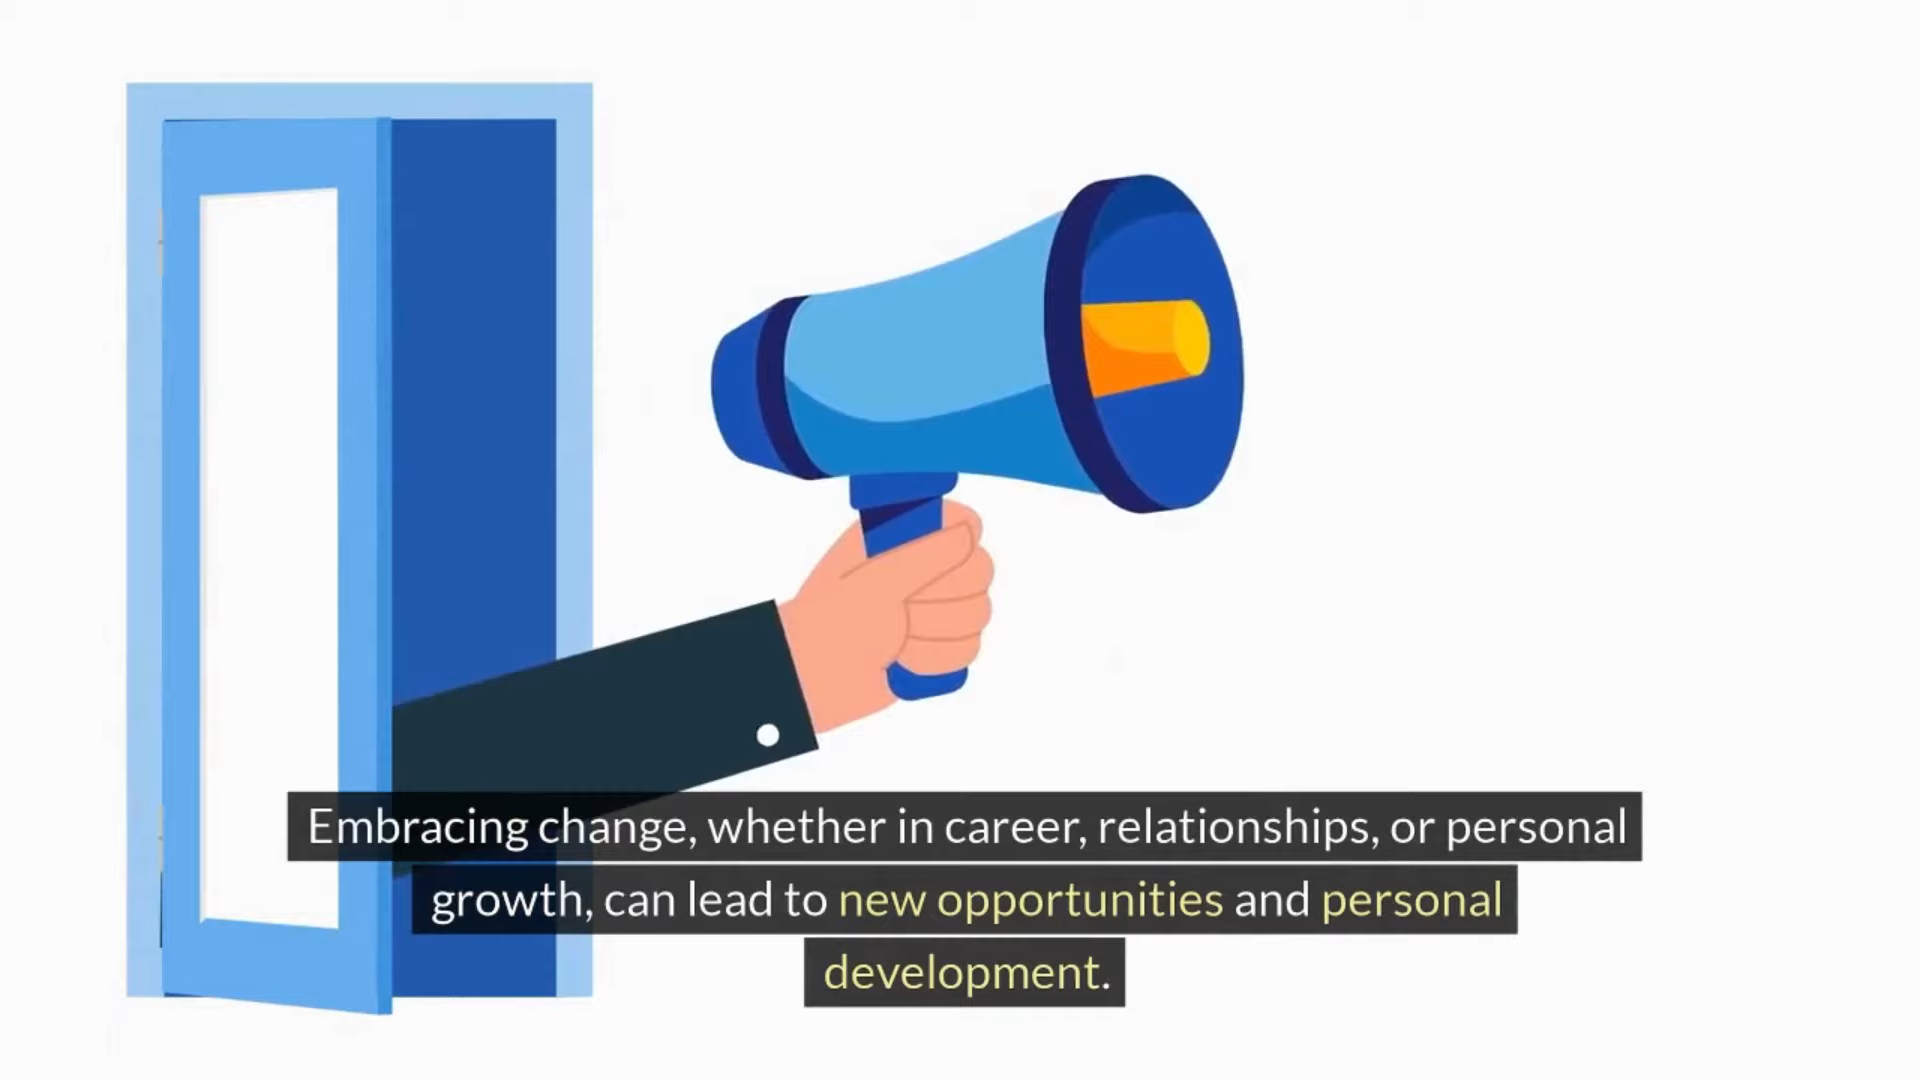 Embracing change, whether in career, relationships, or personal
growth, can lead to new opportunities and personal
development.